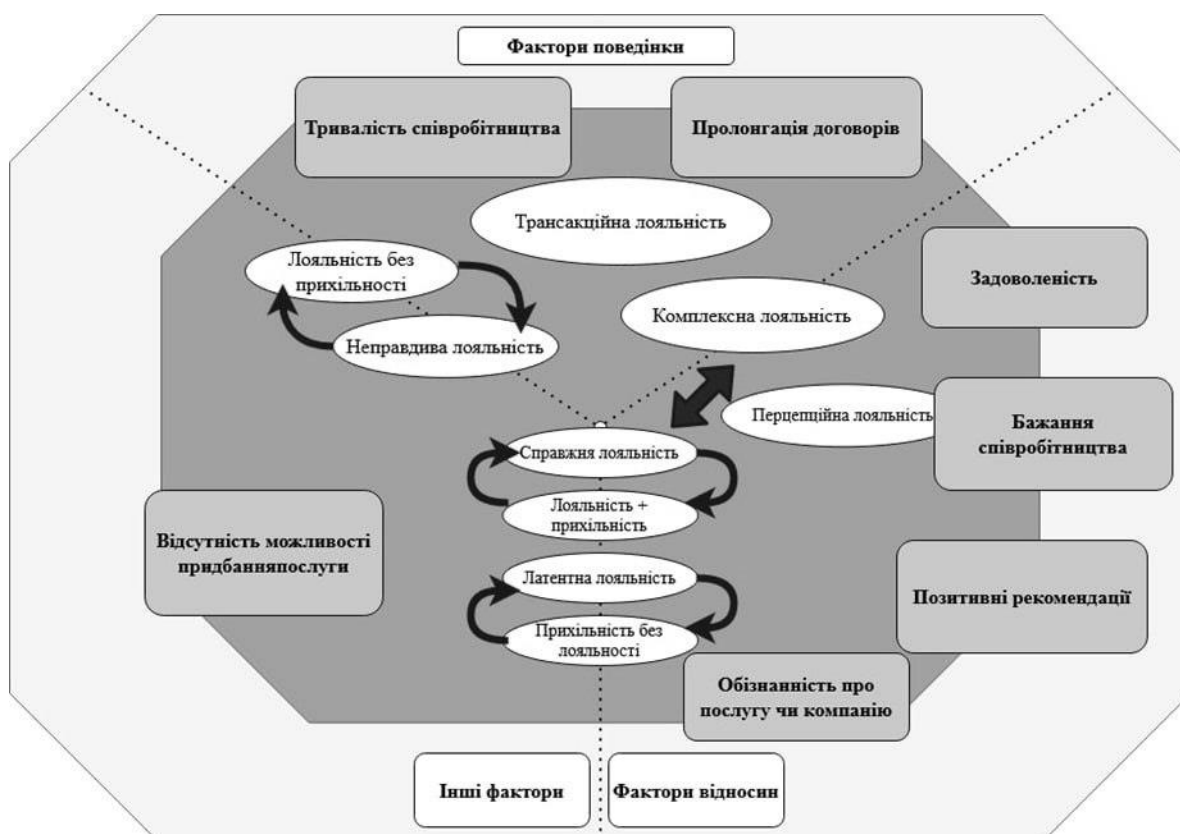 Фактори поведінки
Тривалість співробітництва
Пролонгація договорів
Трансакційна лояльність
Лояльність без
прихільності
Задоволеність
Комплексна лояльність
Неправдива лояльність
Перцепційна лояльність
Бажання
співробітництва
Справжня лояльність
Лояльність +
прихільність
Відсутність можливості
придбанняпослуги
Латентна лояльність
Позитивні рекомендації
Прихільність без
лояльності
Обізнанність про
послугу чи компанію
Інші фактори
Фактори відносин